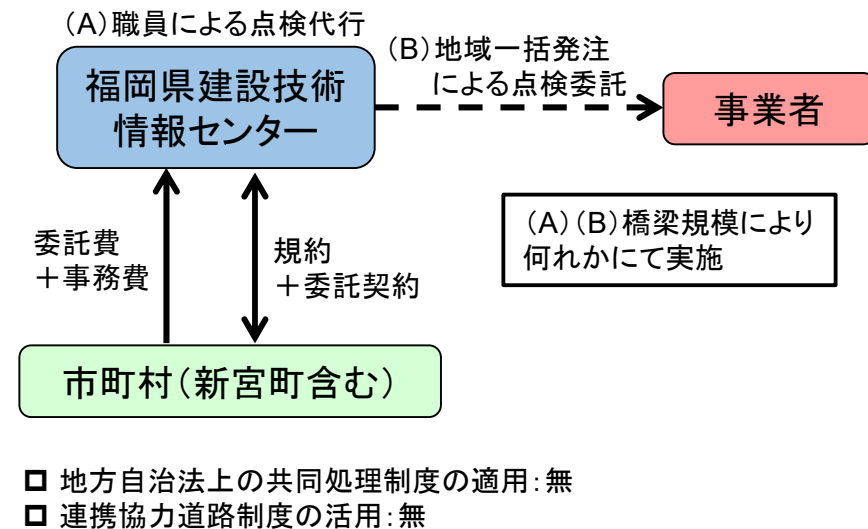 (A)職員による点検代行
福岡県建設技術
情報センター
(B)地域一括発注
による点検委託
事業者
(A)(B)橋梁規模により
何れかにて実施
委託費
+事務費
規約
+委託契約
市町村(新宮町含む)
地方自治法上の共同処理制度の適用:無
連携協力道路制度の活用:無